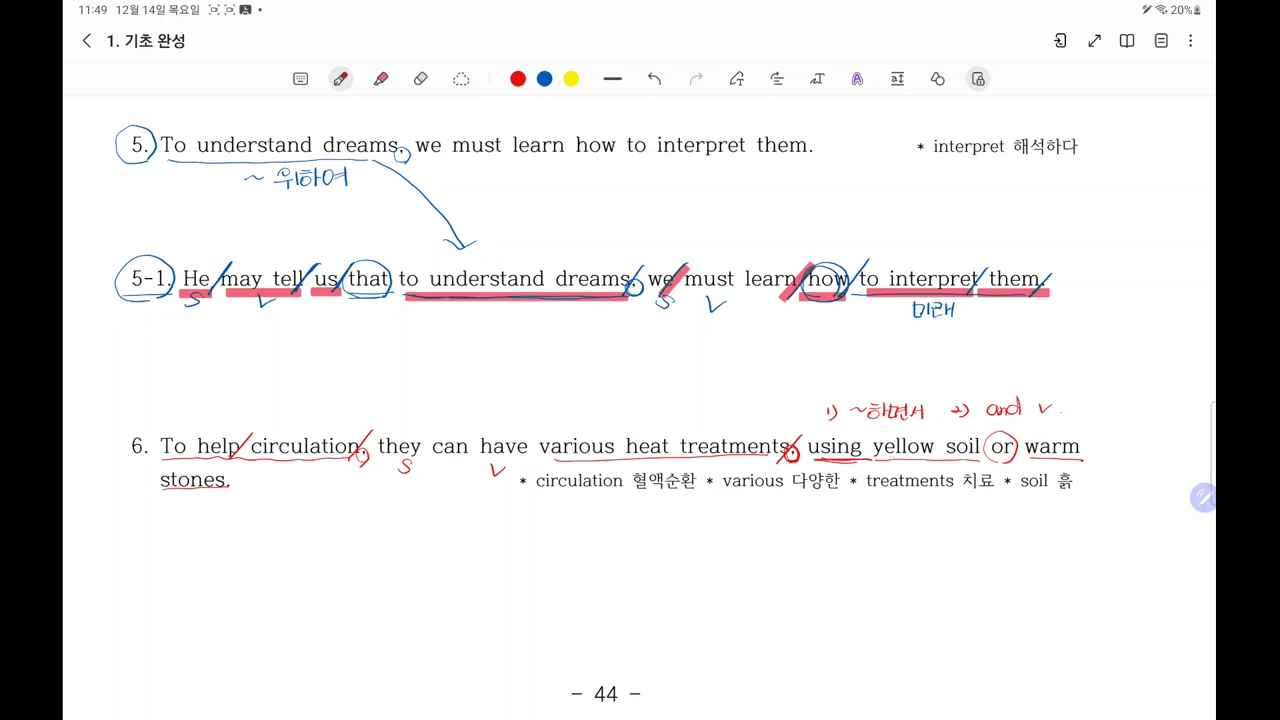 11:49 12월 14일 목요일 20%
1. 기초 완성
5. To understand dreams, we must learn how to interpret them. * interpret 해석하다
~ 위하여
5-1. He may tell us that to understand dreams, we must learn how to interpret them.
S V S V 미래
1) ~하면서 2) and v.
6. To help circulation, they can have various heat treatments, using yellow soil or warm
S V
stones. * circulation 혈액순환 * various 다양한 * treatments 치료 * soil 흙
- 44 -